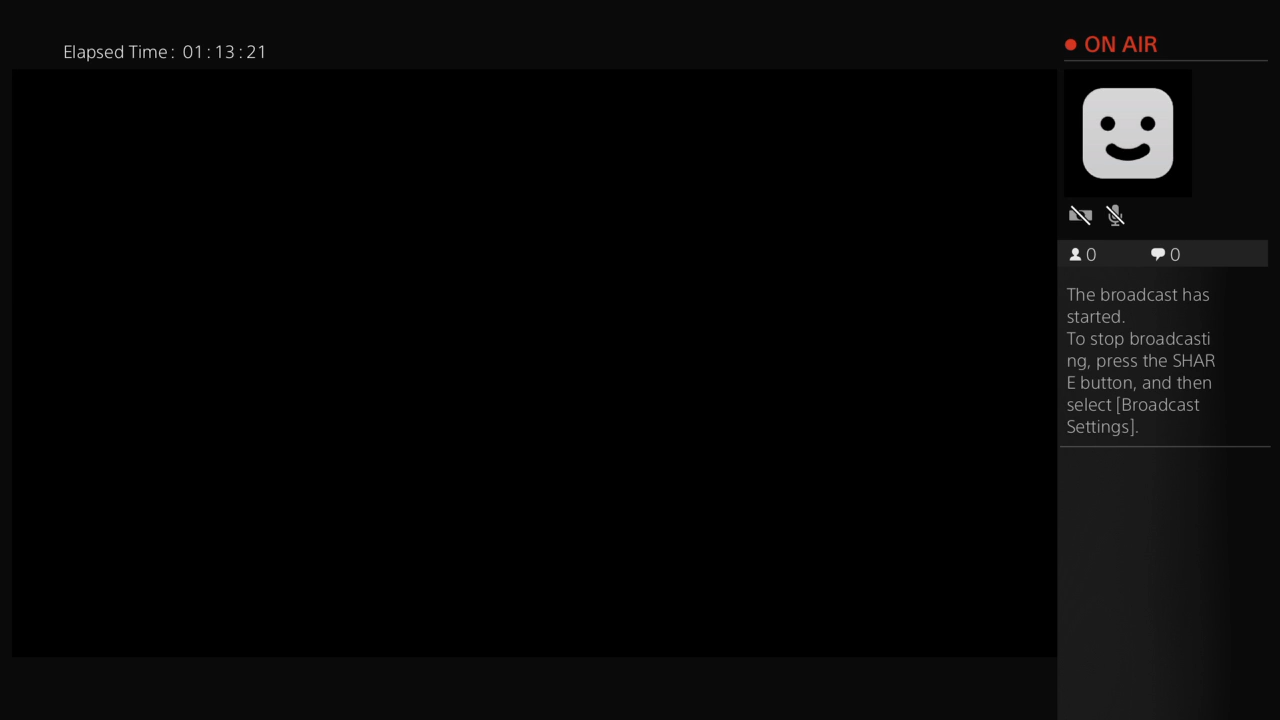 Elapsed Time: 01:13:21
ON AIR
0 0
The broadcast has
started.
To stop broadcasti
ng, press the SHAR
E button, and then
select [Broadcast
Settings].